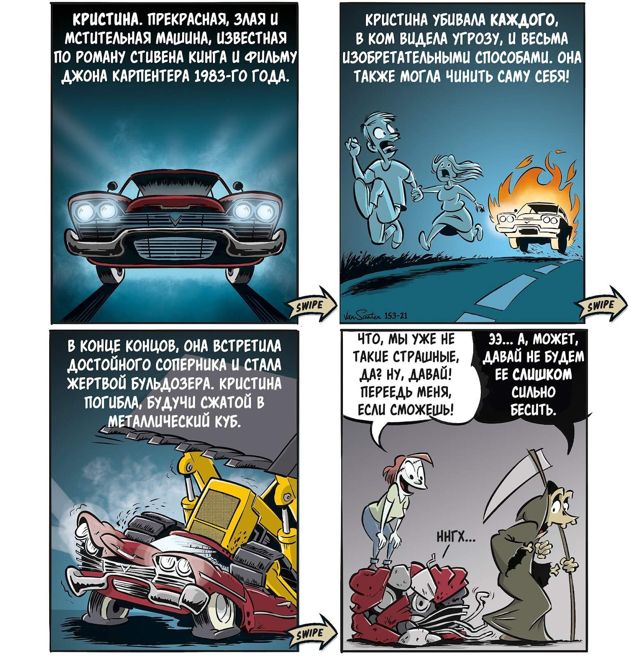 КРИСТИНА. ПРЕКРАСНАЯ, ЗЛАЯ И
МСТИТЕЛЬНАЯ МАШИНА, ИЗВЕСТНАЯ
ПО РОМАНУ СТИВЕНА КИНГА И ФИЛЬМУ
ДЖОНА КАРПЕНТЕРА 1983-ГО ГОДА.
SWIPE
КРИСТИНА УБИВАЛА КАЖДОГО,
В КОМ ВИДЕЛА УГРОЗУ, И ВЕСЬМА
ИЗОБРЕТАТЕЛЬНЫМИ СПОСОБАМИ. ОНА
ТАКЖЕ МОГЛА ЧИНИТЬ САМУ СЕБЯ!
153-21
SWIPE
В КОНЦЕ КОНЦОВ, ОНА ВСТРЕТИЛА
ДОСТОЙНОГО СОПЕРНИКА И СТАЛА
ЖЕРТВОЙ БУЛЬДОЗЕРА. КРИСТИНА
ПОГИБЛА, БУДУЧИ СЖАТОЙ В
МЕТАЛЛИЧЕСКИЙ КУБ.
SWIPE
ЧТО, МЫ УЖЕ НЕ
ТАКИЕ СТРАШНЫЕ,
ДА? НУ, ДАВАЙ!
ПЕРЕЕДЬ МЕНЯ,
ЕСЛИ СМОЖЕШЬ!
ЭЭ... А, МОЖЕТ,
ДАВАЙ НЕ БУДЕМ
ЕЕ СЛИШКОМ
СИЛЬНО
БЕСИТЬ.
ННГХ...